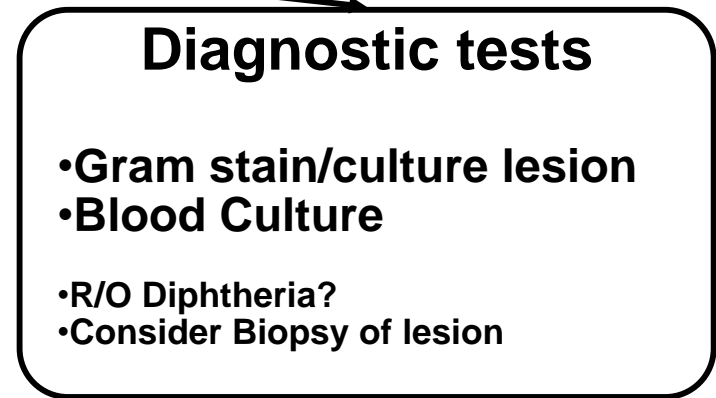 Diagnostic tests
•Gram stain/culture lesion
•Blood Culture
•R/O Diphtheria?
•Consider Biopsy of lesion